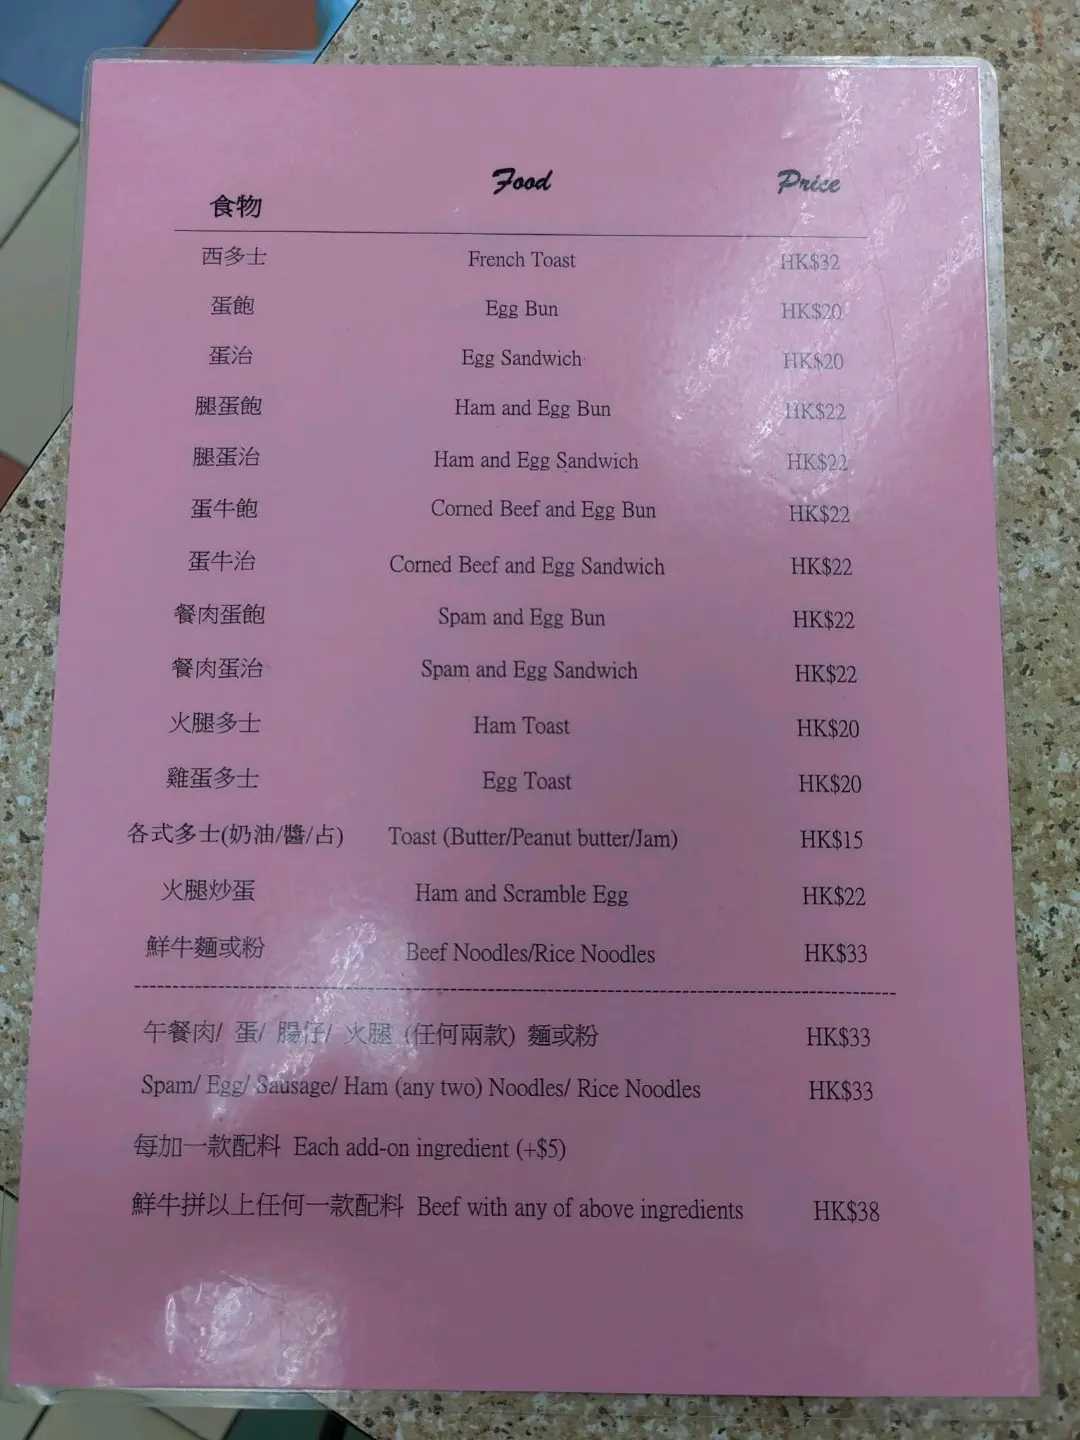 食物 Food Price
西多士 French Toast HK$32
蛋飽 Egg Bun HK$20
蛋治 Egg Sandwich HK$20
腿蛋飽 Ham and Egg Bun HK$22
腿蛋治 Ham and Egg Sandwich HK$22
蛋牛飽 Corned Beef and Egg Bun HK$22
蛋牛治 Corned Beef and Egg Sandwich HK$22
餐肉蛋飽 Spam and Egg Bun HK$22
餐肉蛋治 Spam and Egg Sandwich HK$22
火腿多士 Ham Toast HK$20
雞蛋多士 Egg Toast HK$20
各式多士(奶油/醬/占) Toast (Butter/Peanut butter/Jam) HK$15
火腿炒蛋 Ham and Scramble Egg HK$22
鮮牛麵或粉 Beef Noodles/Rice Noodles HK$33
午餐肉/ 蛋/ 腸仔/ 火腿 (任何兩款) 麵或粉 HK$33
Spam/ Egg/ Sausage/ Ham (any two) Noodles/ Rice Noodles HK$33
每加一款配料 Each add-on ingredient (+$5)
鮮牛拼以上任何一款配料 Beef with any of above ingredients HK$38